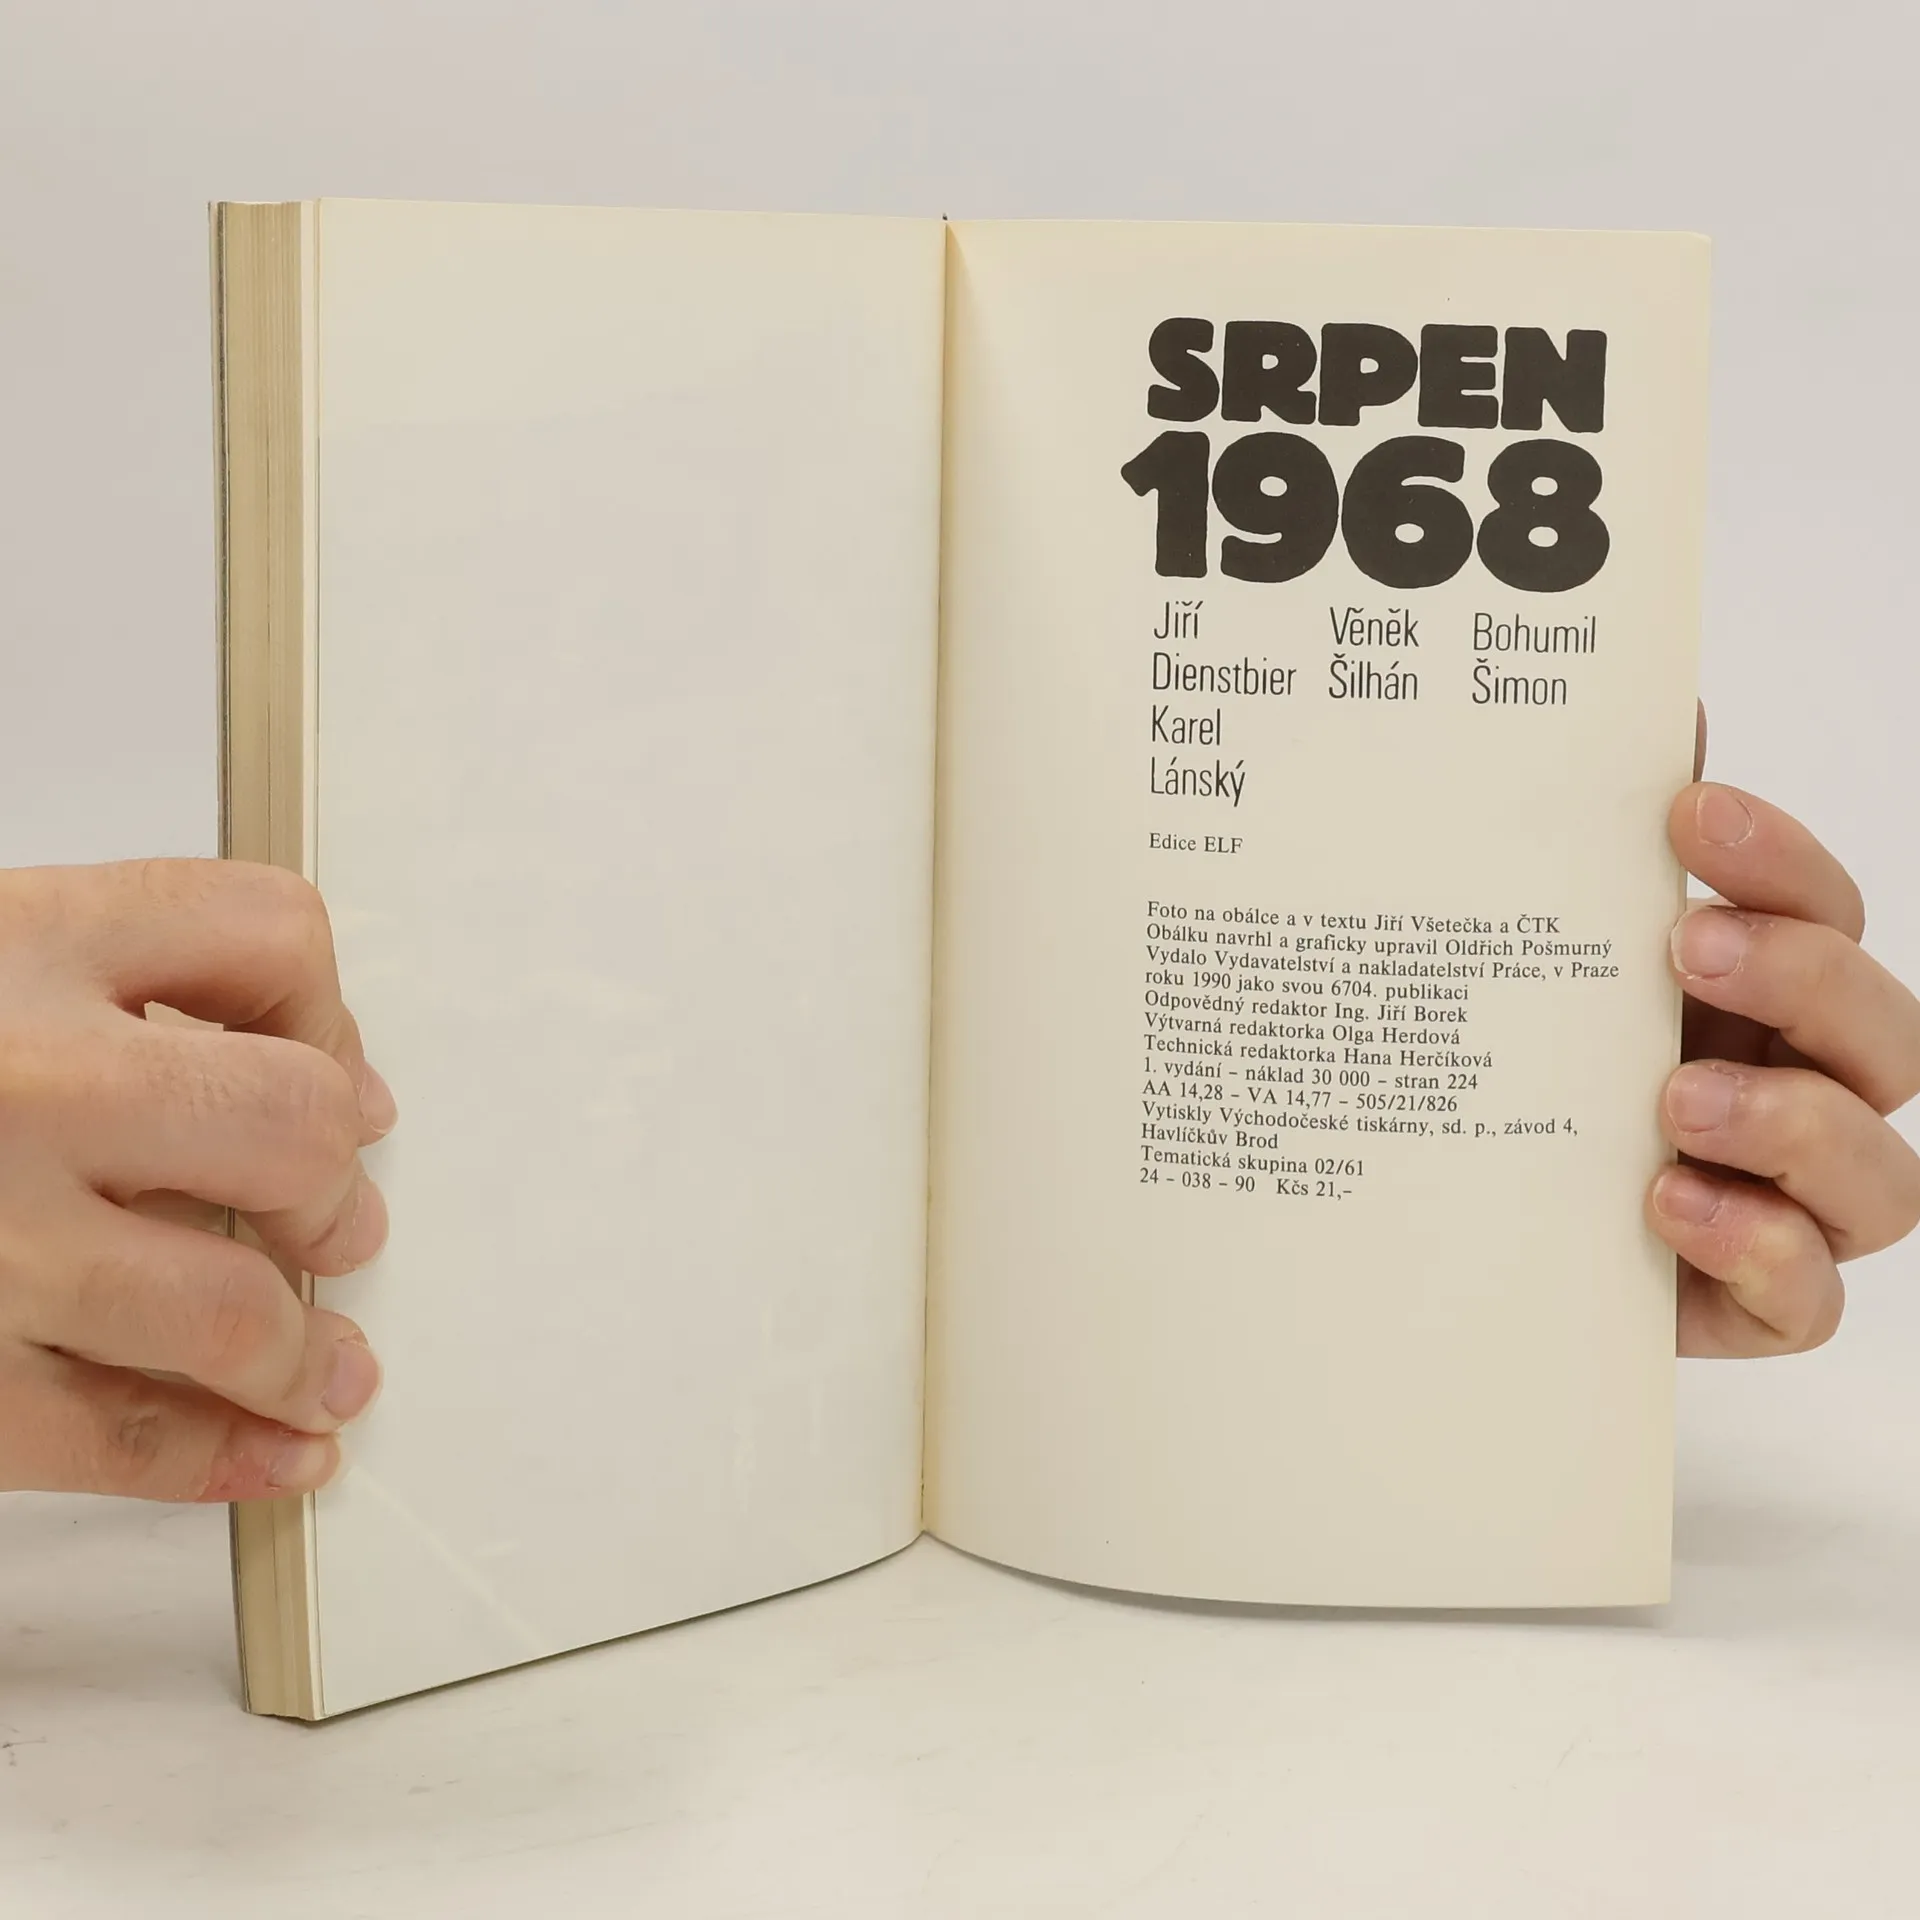 SRPEN
1968
Jiří
Dienstbier
Karel
Lánský
Věněk
Šilhán
Bohumil
Šimon
Edice ELF
Foto na obálce a v textu Jiří Všetečka a ČTK
Obálku navrhl a graficky upravil Oldřich Pošmurný
Vydalo Vydavatelství a nakladatelství Práce, v Praze
roku 1990 jako svou 6704. publikaci
Odpovědný redaktor Ing. Jiří Borek
Výtvarná redaktorka Olga Herdová
Technická redaktorka Hana Herčíková
1. vydání – náklad 30 000 – stran 224
AA 14,28 – VA 14,77 – 505/21/826
Vytiskly Východočeské tiskárny, sd. p., závod 4,
Havlíčkův Brod
Tematická skupina 02/61
24 – 038 – 90 Kčs 21,–